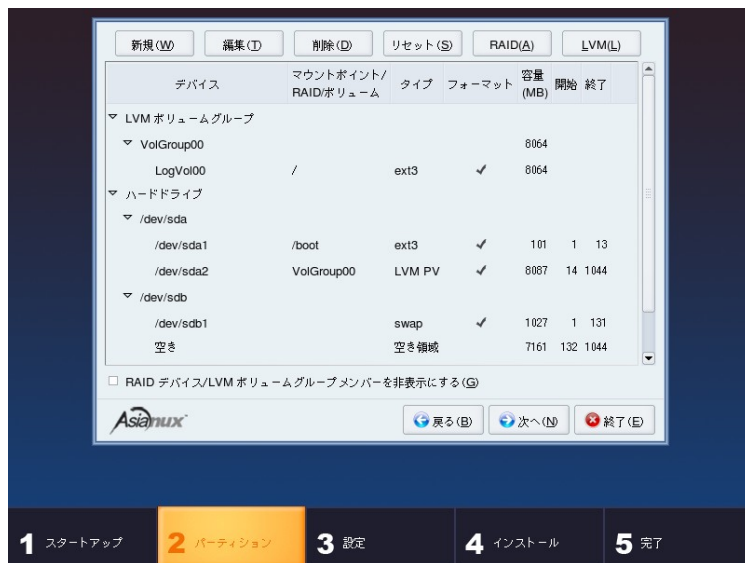 新規(W) 編集(T) 削除(D) リセット(S) RAID(A) LVM(L)
デバイス マウントポイント/ RAID/ボリューム タイプ フォーマット 容量 (MB) 開始 終了
LVM ボリュームグループ
VolGroup00 8064
LogVol00 / ext3 ✔ 8064
ハードドライブ
/dev/sda
/dev/sda1 /boot ext3 ✔ 101 1 13
/dev/sda2 VolGroup00 LVM PV ✔ 8087 14 1044
/dev/sdb
/dev/sdb1 swap ✔ 1027 1 131
空き 空き領域 7161 132 1044
RAID デバイス/LVM ボリュームグループメンバーを非表示にする(G)
Asianux
戻る(B) 次へ(N) 終了(E)
1 スタートアップ 2 パーティション 3 設定 4 インストール 5 完了